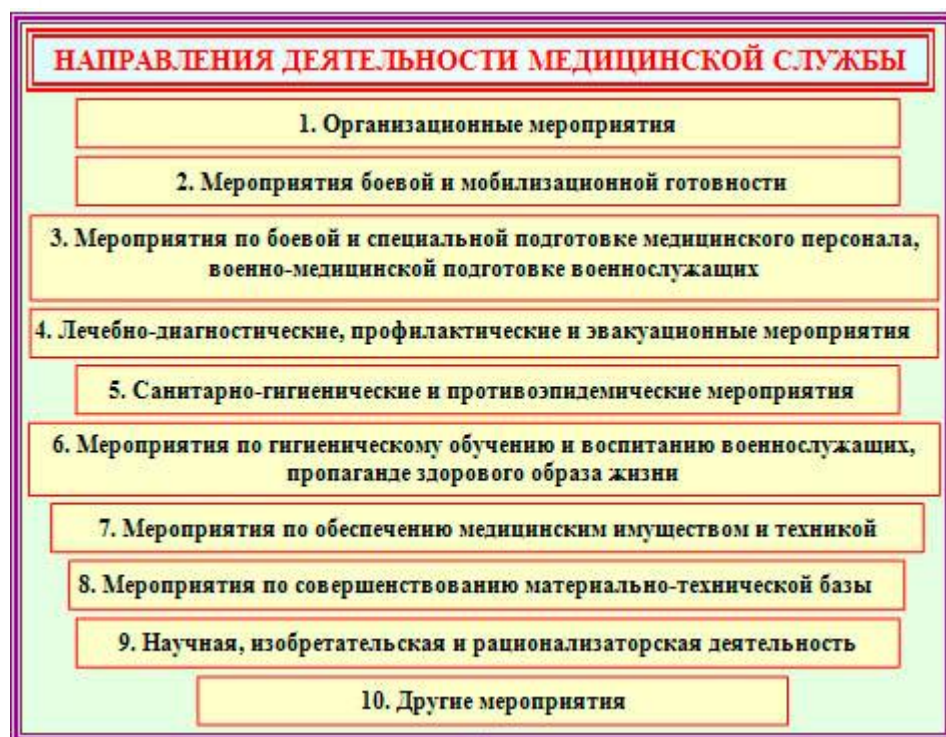 НАПРАВЛЕНИЯ ДЕЯТЕЛЬНОСТИ МЕДИЦИНСКОЙ СЛУЖБЫ
1. Организационные мероприятия
2. Мероприятия боевой и мобилизационной готовности
3. Мероприятия по боевой и специальной подготовке медицинского персонала,
военно-медицинской подготовке военнослужащих
4. Лечебно-диагностические, профилактические и эвакуационные мероприятия
5. Санитарно-гигиенические и противоэпидемические мероприятия
6. Мероприятия по гигиеническому обучению и воспитанию военнослужащих,
пропаганде здорового образа жизни
7. Мероприятия по обеспечению медицинским имуществом и техникой
8. Мероприятия по совершенствованию материально-технической базы
9. Научная, изобретательская и рационализаторская деятельность
10. Другие мероприятия